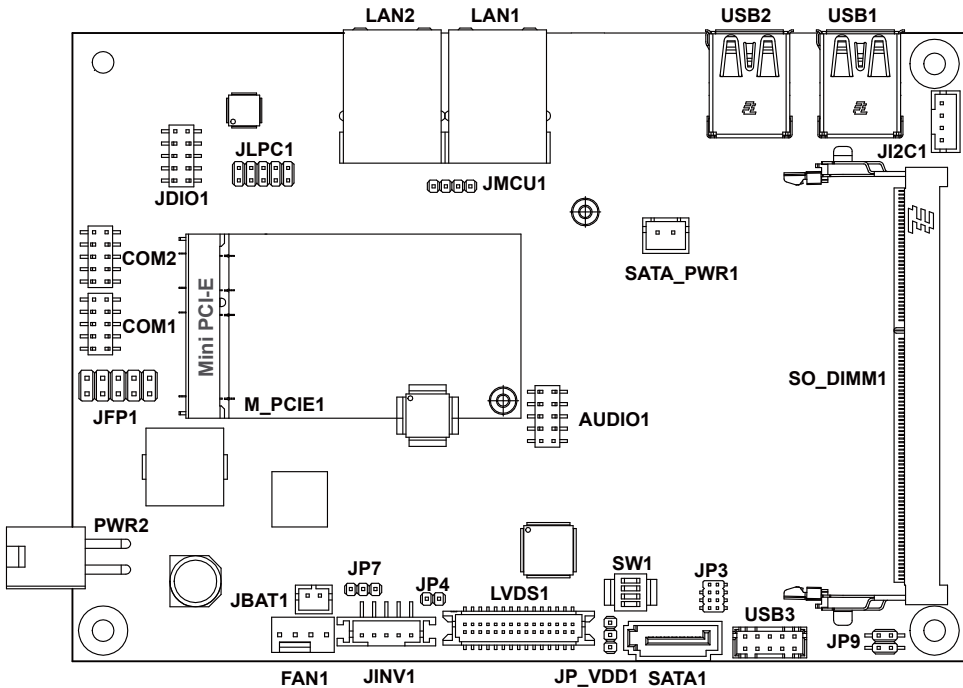 LAN2
LAN1
USB2
USB1
JLPC1
JI2C1
JMCU1
JDIO1
COM2
SATA_PWR1
COM1
Mini PCI-E
SO_DIMM1
M_PCIE1
JFP1
AUDIO1
PWR2
SW1
JP7
JP3
JP4
LVDS1
JBAT1
USB3
JP9
FAN1
JINV1
JP_VDD1
SATA1